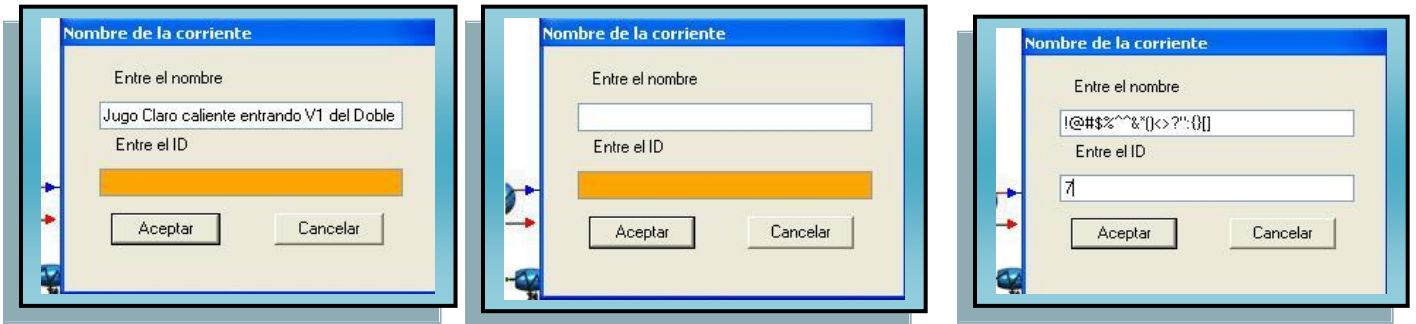 Nombre de la corriente
Entre el nombre
Jugo Claro caliente entrando V1 del Doble
Entre el ID
Aceptar Cancelar
Nombre de la corriente
Entre el nombre
Entre el ID
Aceptar Cancelar
Nombre de la corriente
Entre el nombre
!@#$%^^&*()<>?":{}[]
Entre el ID
7
Aceptar Cancelar